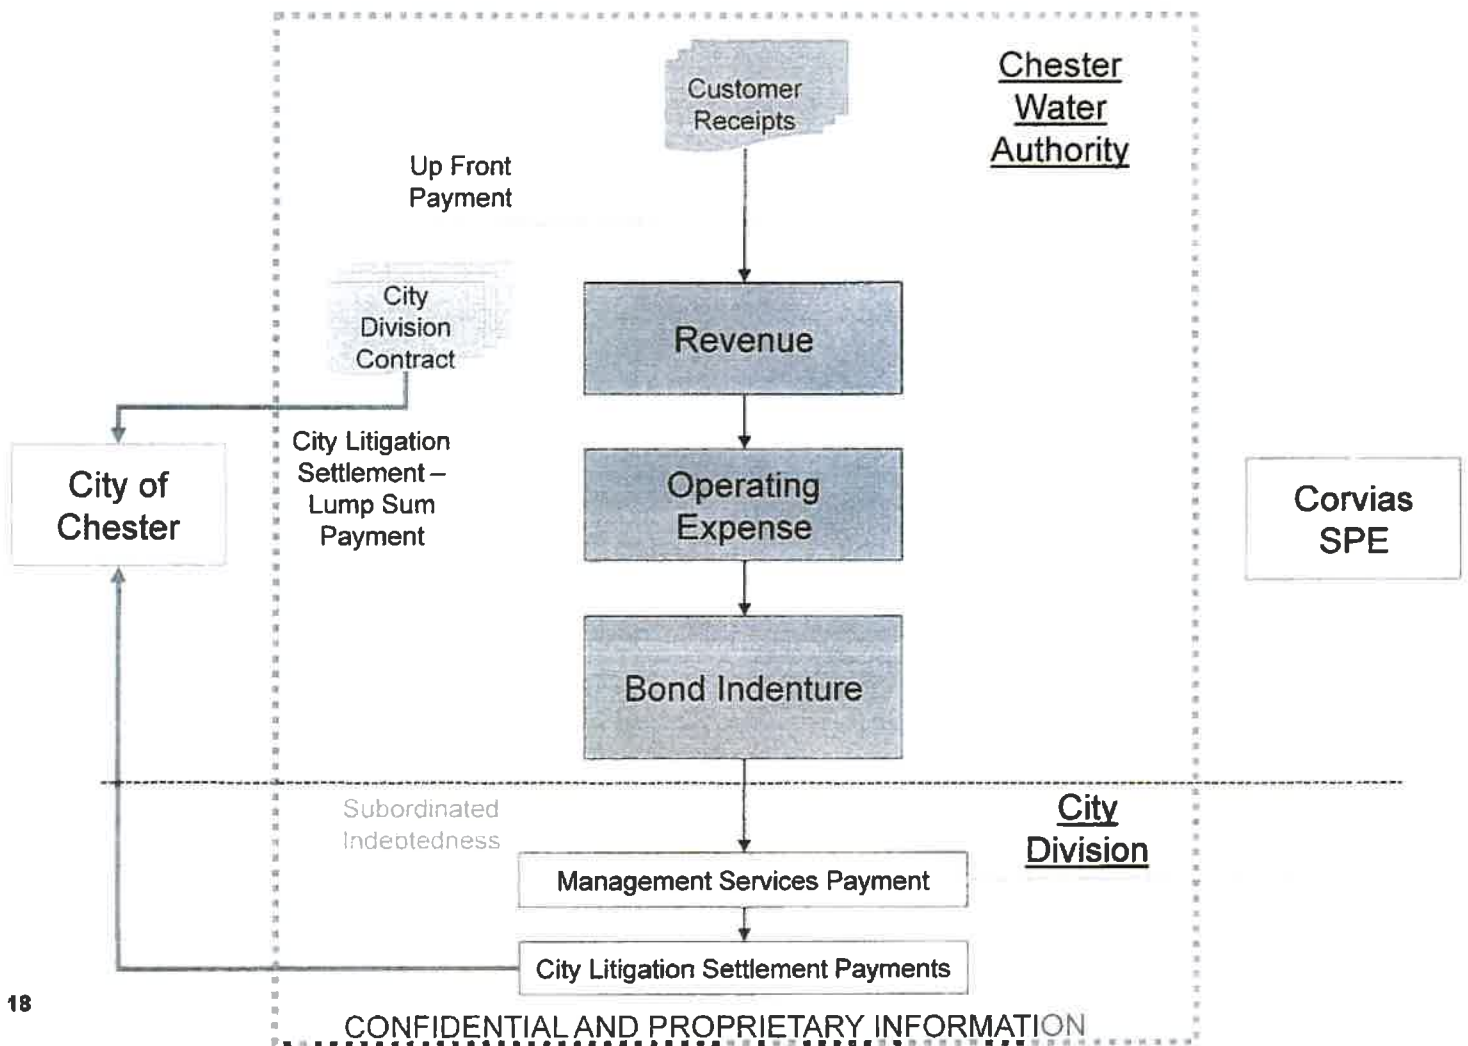 Customer
Receipts
Chester
Water
Authority
Up Front
Payment
City
Division
Contract
Revenue
City Litigation
Settlement –
Lump Sum
Payment
City of
Chester
Operating
Expense
Corvias
SPE
Bond Indenture
Subordinated
Indebtedness
City
Division
Management Services Payment
City Litigation Settlement Payments
18
CONFIDENTIAL AND PROPRIETARY INFORMATION